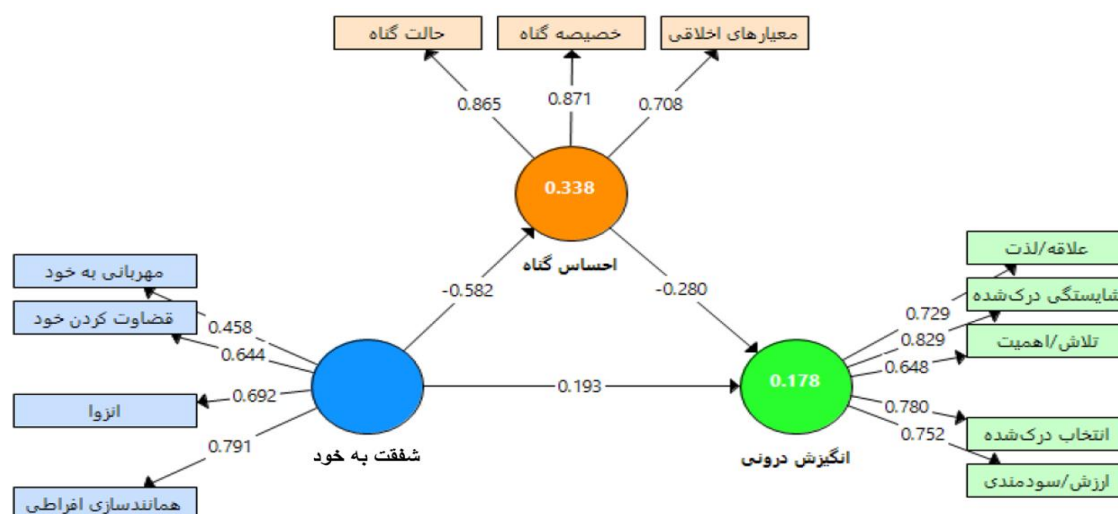 حالت گناه
خصیصه گناه
معیارهای اخلاقی
0.865
0.871
0.708
0.338
احساس گناه
-0.582
-0.280
مهربانی به خود
قضاوت کردن خود
انزوا
همانندسازی افراطی
0.458
0.644
0.692
0.791
شفقت به خود
0.193
0.178
انگیزش درونی
0.729
0.829
0.648
0.780
0.752
علاقه/لذت
شایستگی درک‌شده
تلاش/اهمیت
انتخاب درک‌شده
ارزش/سودمندی